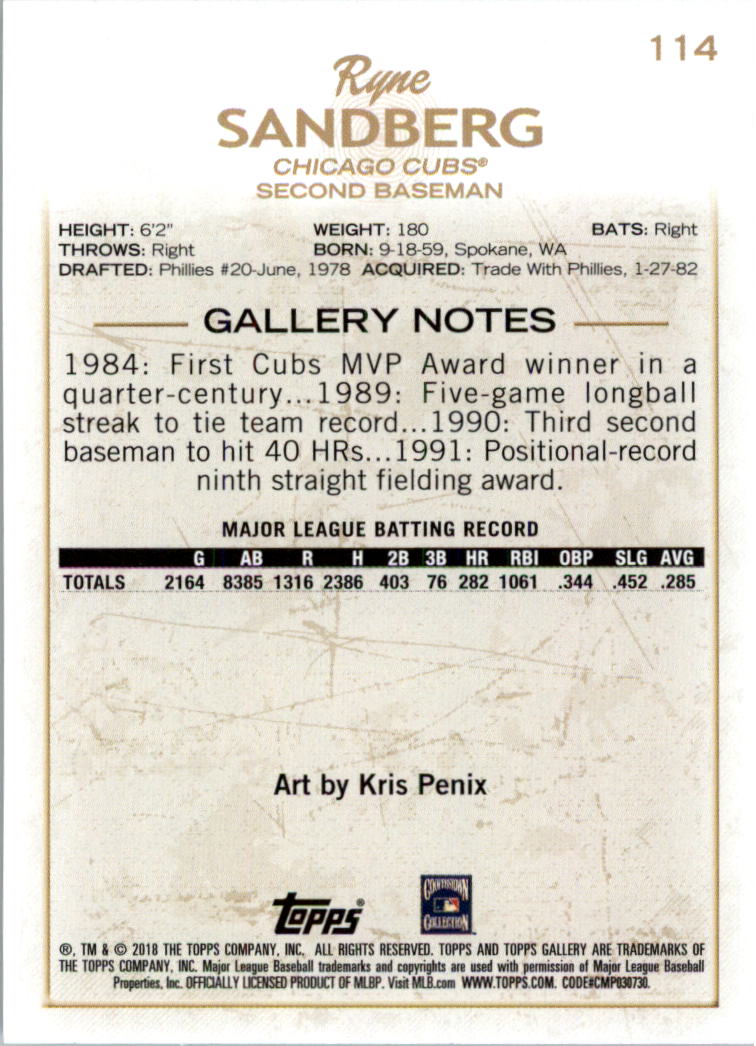 114
Ryne
SANDBERG
CHICAGO CUBS®
SECOND BASEMAN
HEIGHT: 6'2" WEIGHT: 180 BATS: Right
THROWS: Right BORN: 9-18-59, Spokane, WA
DRAFTED: Phillies #20-June, 1978 ACQUIRED: Trade With Phillies, 1-27-82
GALLERY NOTES
1984: First Cubs MVP Award winner in a
quarter-century...1989: Five-game longball
streak to tie team record...1990: Third second
baseman to hit 40 HRs...1991: Positional-record
ninth straight fielding award.
MAJOR LEAGUE BATTING RECORD
G AB R H 2B 3B HR RBI OBP SLG AVG
TOTALS 2164 8385 1316 2386 403 76 282 1061 .344 .452 .285
Art by Kris Penix
topps®
COOPERSTOWN
COLLECTION
®, TM & © 2018 THE TOPPS COMPANY, INC. ALL RIGHTS RESERVED. TOPPS AND TOPPS GALLERY ARE TRADEMARKS OF
THE TOPPS COMPANY, INC. Major League Baseball trademarks and copyrights are used with permission of Major League Baseball
Properties, Inc. OFFICIALLY LICENSED PRODUCT OF MLBP. Visit MLB.com WWW.TOPPS.COM. CODE#CMP030730.